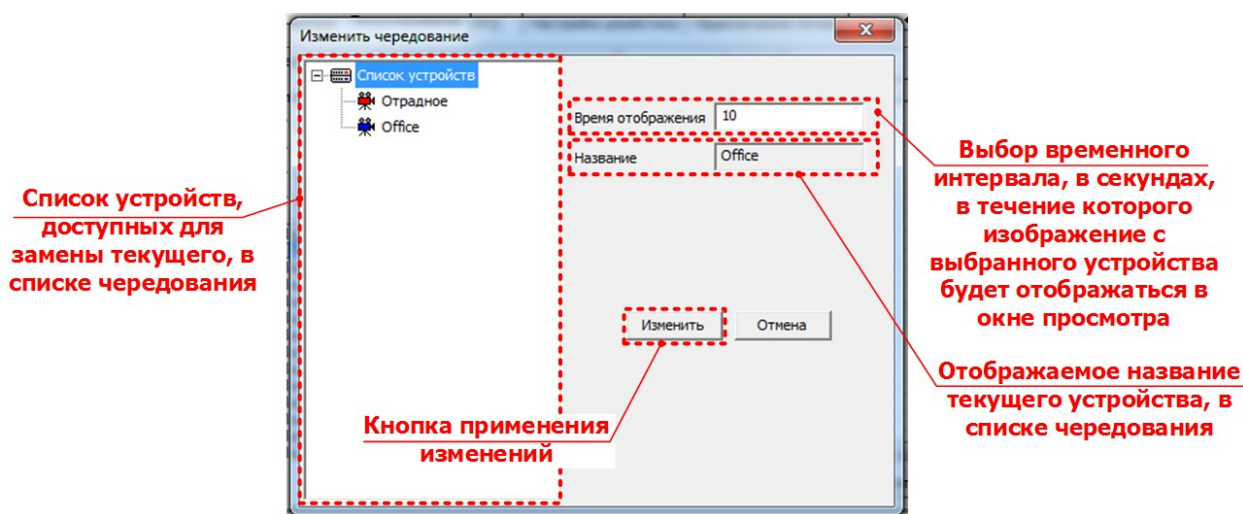 Изменить чередование
Список устройств
Отрадное
Office
Время отображения 10
Название Office
Изменить Отмена
Список устройств,
доступных для
замены текущего, в
списке чередования
Выбор временного
интервала, в секундах,
в течение которого
изображение с
выбранного устройства
будет отображаться в
окне просмотра
Отображаемое название
текущего устройства, в
списке чередования
Кнопка применения
изменений